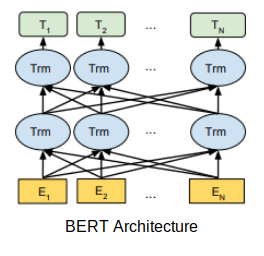 T1 T2 ... TN
Trm Trm ... Trm
Trm Trm ... Trm
E1 E2 ... EN
BERT Architecture